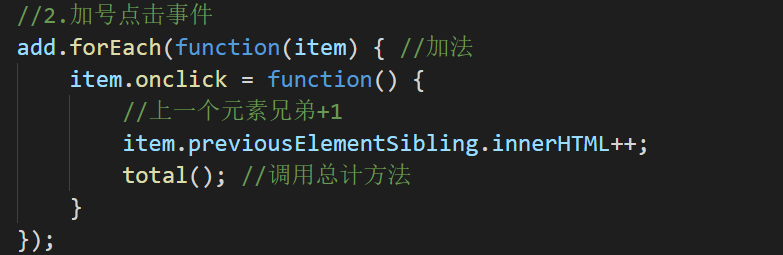 //2.加号点击事件
add.forEach(function(item) { //加法
    item.onclick = function() {
        //上一个元素兄弟+1
        item.previousElementSibling.innerHTML++;
        total(); //调用总计方法
    }
});